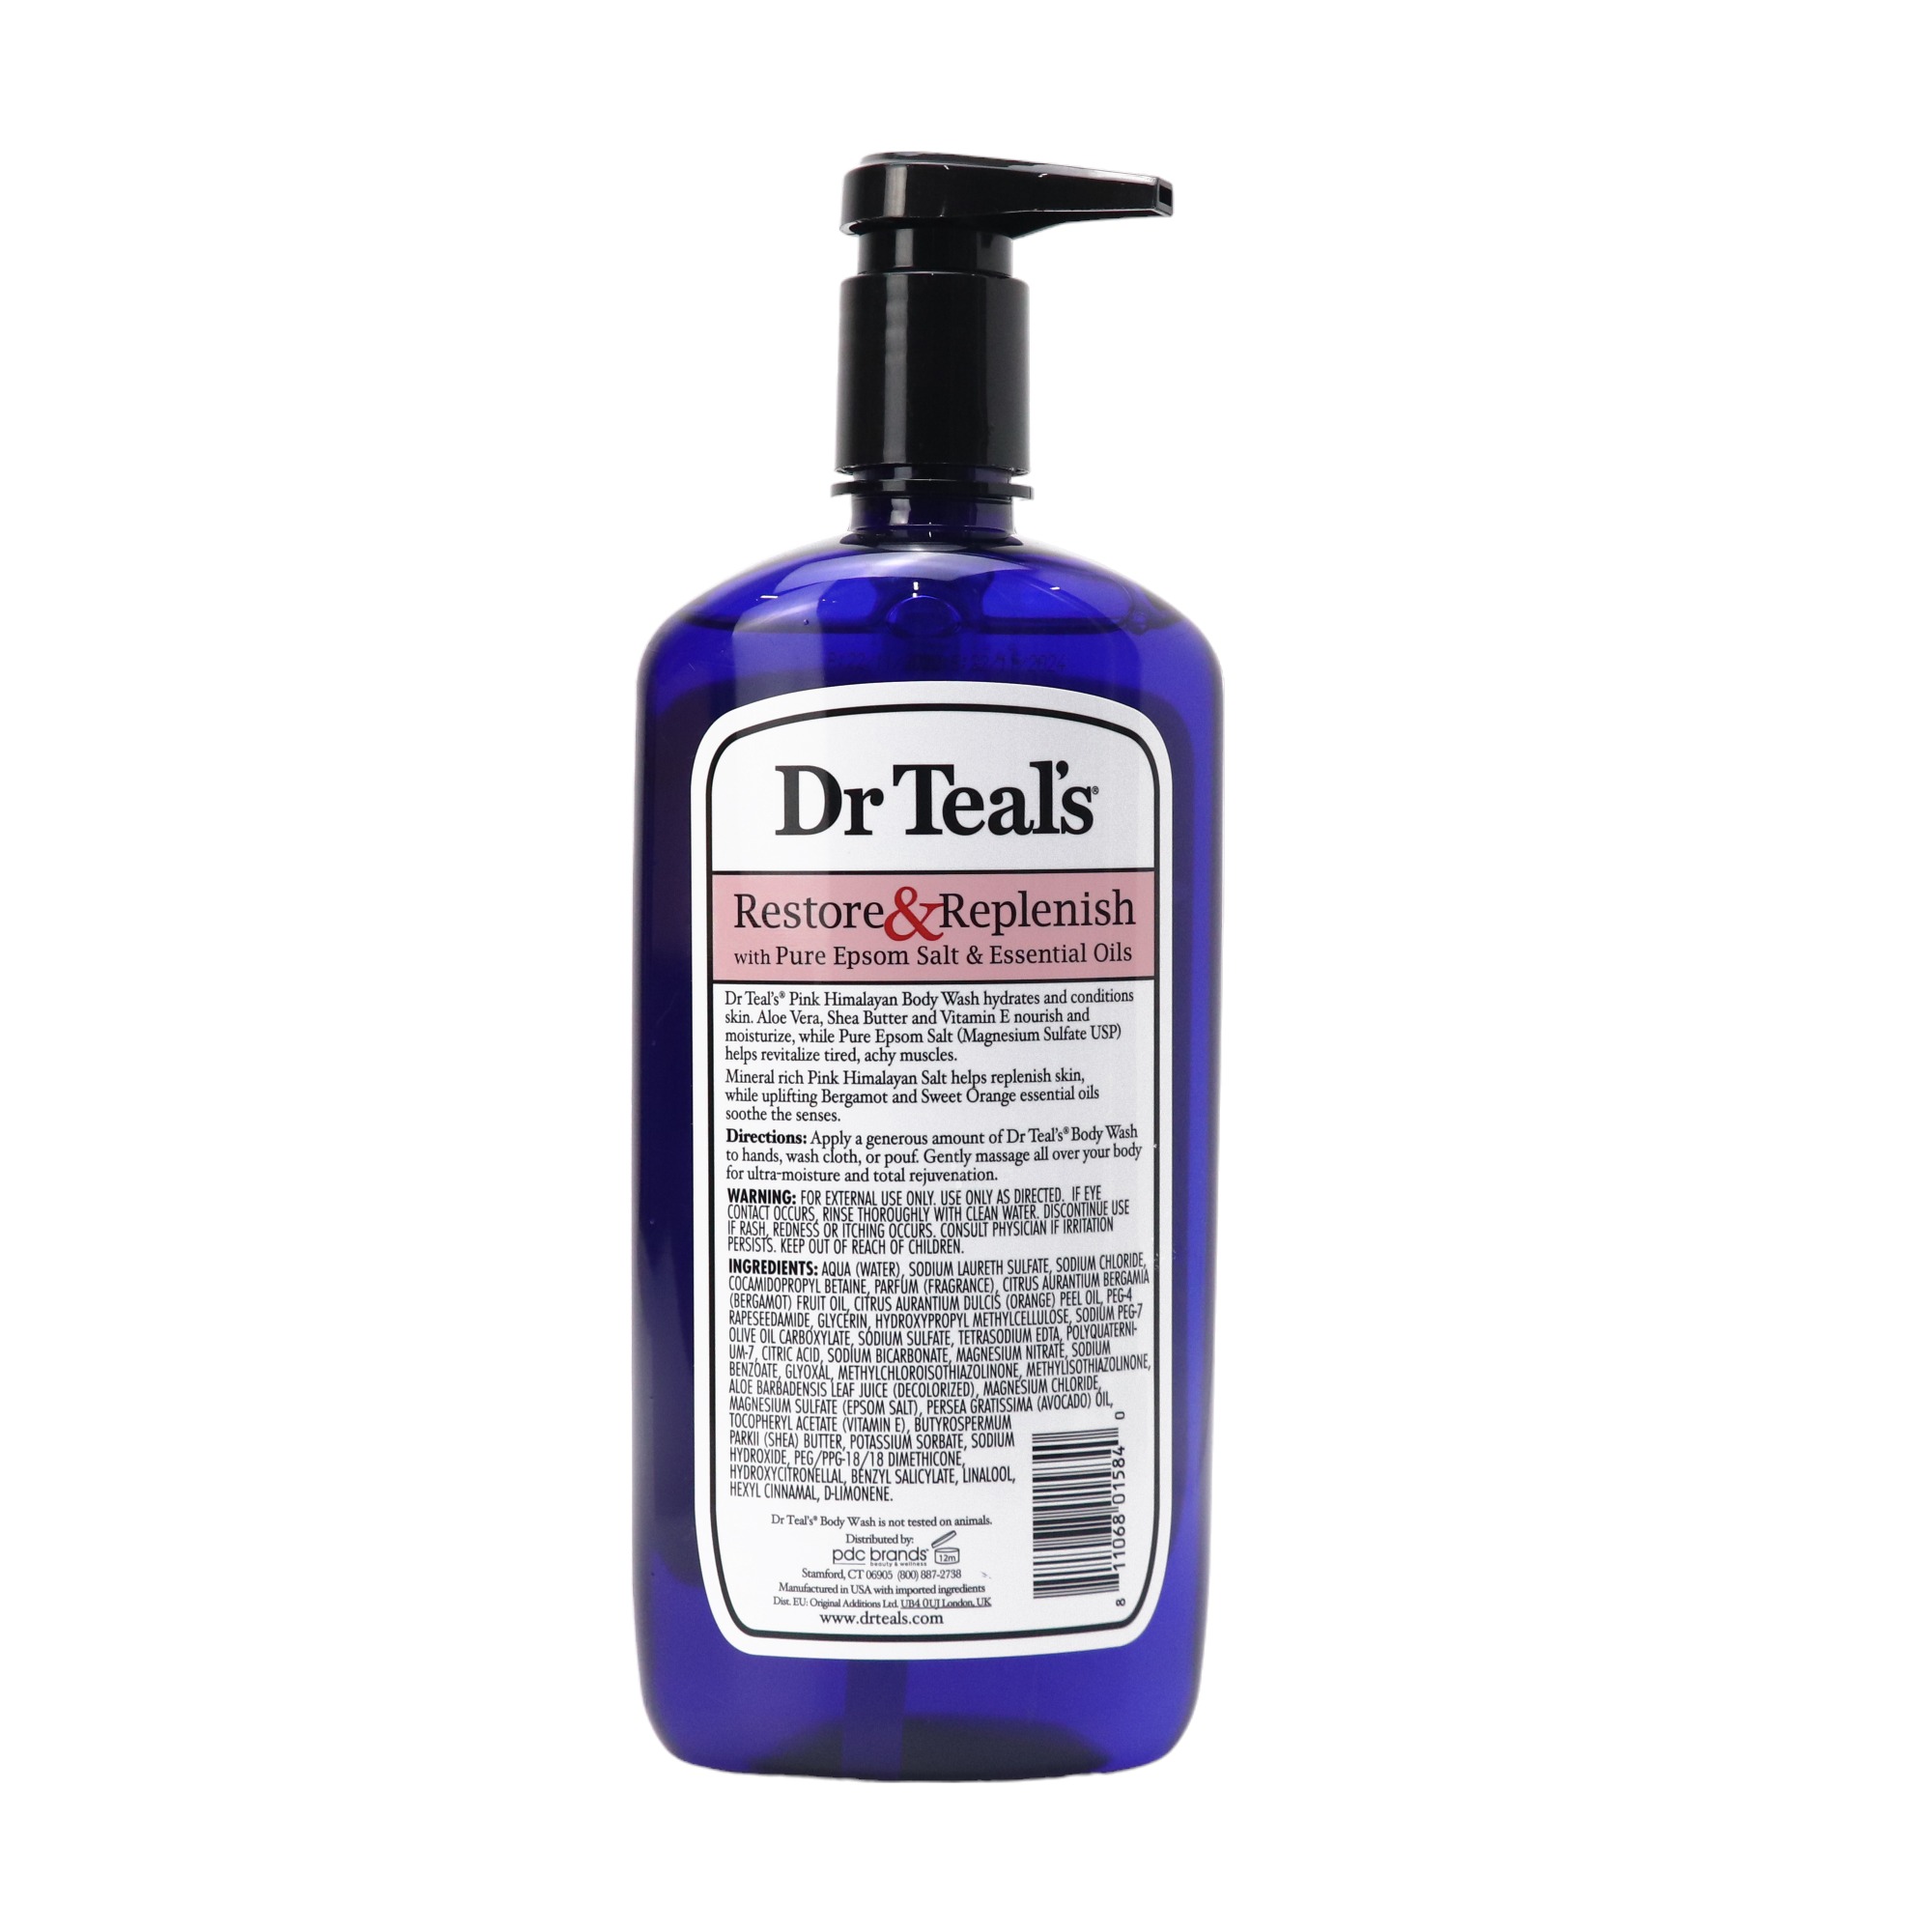 Dr Teal's®
Restore&Replenish
with Pure Epsom Salt & Essential Oils
Dr Teal's® Pink Himalayan Body Wash hydrates and conditions
skin. Aloe Vera, Shea Butter and Vitamin E nourish and
moisturize, while Pure Epsom Salt (Magnesium Sulfate USP)
helps revitalize tired, achy muscles.
Mineral rich Pink Himalayan Salt helps replenish skin,
while uplifting Bergamot and Sweet Orange essential oils
soothe the senses.
Directions: Apply a generous amount of Dr Teal's® Body Wash
to hands, wash cloth, or pouf. Gently massage all over your body
for ultra-moisture and total rejuvenation.
WARNING: FOR EXTERNAL USE ONLY. USE ONLY AS DIRECTED. IF EYE
CONTACT OCCURS, RINSE THOROUGHLY WITH CLEAN WATER. DISCONTINUE USE
IF RASH, REDNESS OR ITCHING OCCURS. CONSULT PHYSICIAN IF IRRITATION
PERSISTS. KEEP OUT OF REACH OF CHILDREN.
INGREDIENTS: AQUA (WATER), SODIUM LAURETH SULFATE, SODIUM CHLORIDE,
COCAMIDOPROPYL BETAINE, PARFUM (FRAGRANCE), CITRUS AURANTIUM BERGAMIA
(BERGAMOT) FRUIT OIL, CITRUS AURANTIUM DULCIS (ORANGE) PEEL OIL, PEG-4
RAPESEEDAMIDE, GLYCERIN, HYDROXYPROPYL METHYLCELLULOSE, SODIUM PEG-7
OLIVE OIL CARBOXYLATE, SODIUM SULFATE, TETRASODIUM EDTA, POLYQUATERNI-
UM-7, CITRIC ACID, SODIUM BICARBONATE, MAGNESIUM NITRATE, SODIUM
BENZOATE, GLYOXAL, METHYLCHLOROISOTHIAZOLINONE, METHYLISOTHIAZOLINONE,
ALOE BARBADENSIS LEAF JUICE (DECOLORIZED), MAGNESIUM CHLORIDE,
MAGNESIUM SULFATE (EPSOM SALT), PERSEA GRATISSIMA (AVOCADO) OIL,
TOCOPHERYL ACETATE (VITAMIN E), BUTYROSPERMUM
PARKII (SHEA) BUTTER, POTASSIUM SORBATE, SODIUM
HYDROXIDE, PEG/PPG-18/18 DIMETHICONE,
HYDROXYCITRONELLAL, BENZYL SALICYLATE, LINALOOL,
HEXYL CINNAMAL, D-LIMONENE.
Dr Teal's® Body Wash is not tested on animals.
Distributed by:
pdc brands
beauty & wellness
12m
Stamford, CT 06905 (800) 887-2738
Manufactured in USA with imported ingredients
Dist. EU: Original Additions Ltd. UB4 0UJ London, UK
www.drteals.com
8 11068 01584 0